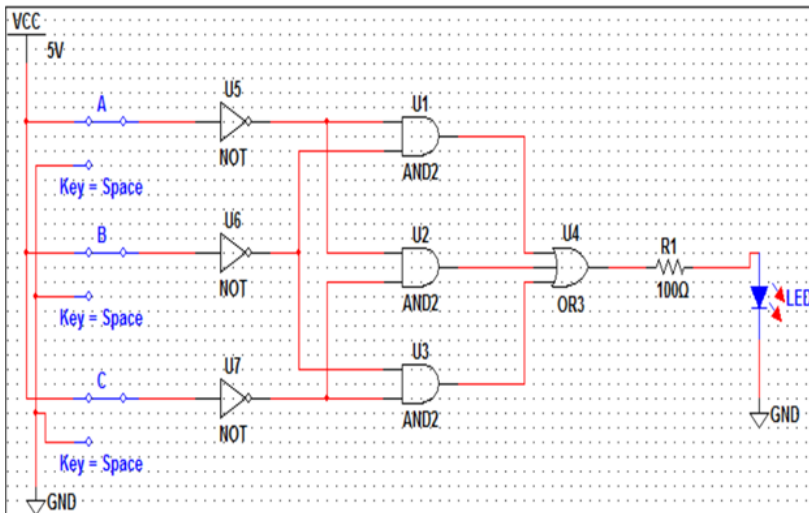 VCC
5V
A
U5
NOT
U1
AND2
Key = Space
B
U6
NOT
U2
AND2
U4
OR3
R1
100Ω
LED
Key = Space
C
U7
NOT
U3
AND2
GND
Key = Space
GND